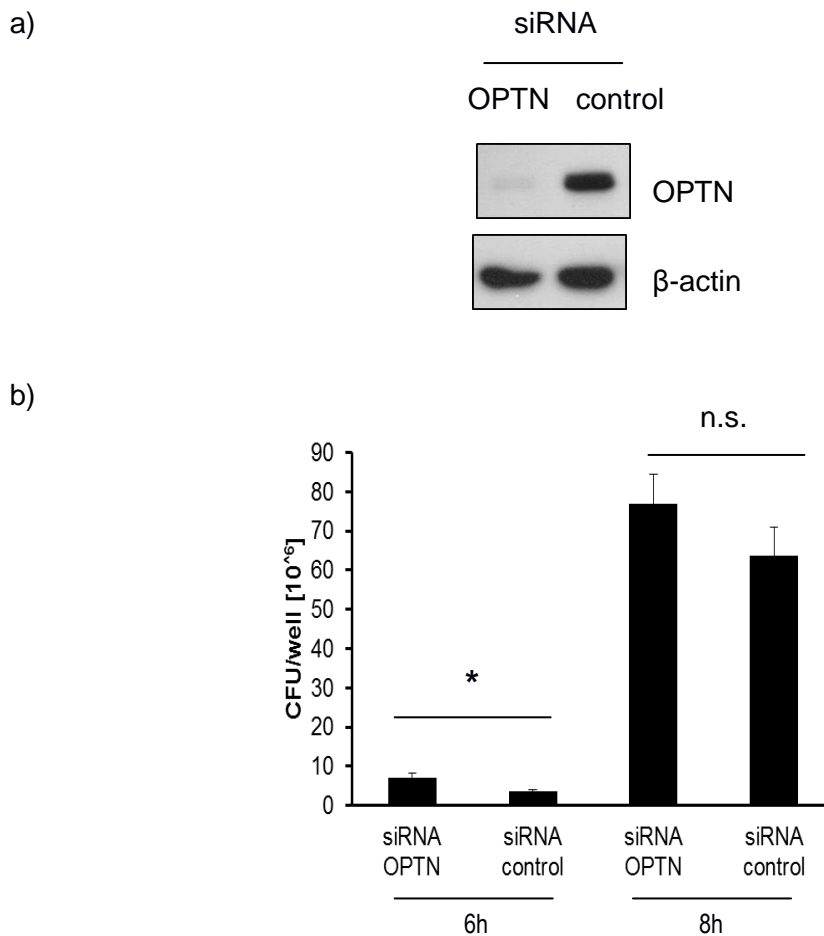 a)
siRNA
OPTN control
OPTN
β-actin
b)
n.s.
90
80
70
60
50
40
30
20
10
0
CFU/well [10^6]
*
siRNA OPTN
siRNA control
siRNA OPTN
siRNA control
6h
8h